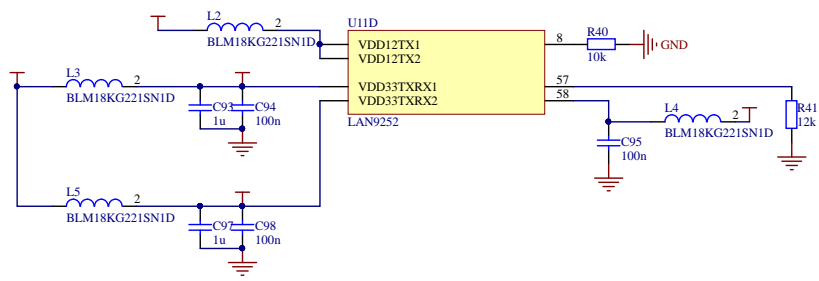 L2
2
BLM18KG221SN1D
U11D
VDD12TX1
VDD12TX2
VDD33TXRX1
VDD33TXRX2
LAN9252
8
R40
10k
GND
57
58
L3
2
BLM18KG221SN1D
C93
1u
C94
100n
L4
2
BLM18KG221SN1D
R41
12k
C95
100n
L5
2
BLM18KG221SN1D
C97
1u
C98
100n